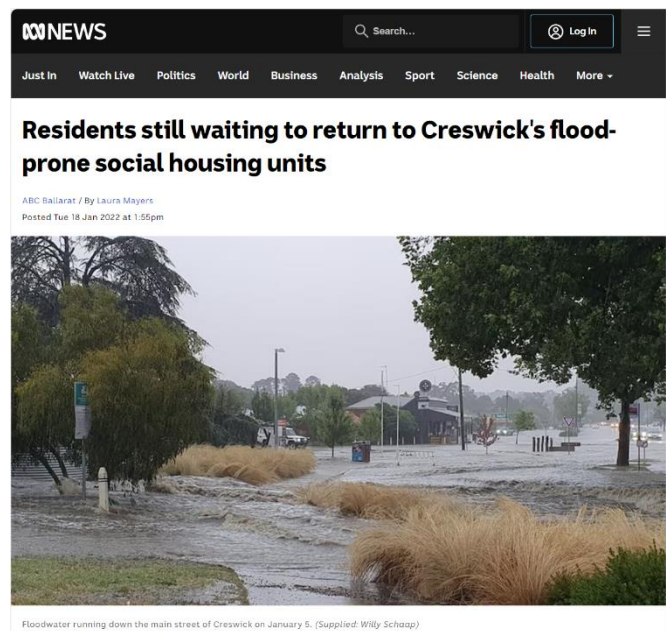 NEWS
Search...
Log In
Just In Watch Live Politics World Business Analysis Sport Science Health More
Residents still waiting to return to Creswick's flood-
prone social housing units
ABC Ballarat / By Laura Mayers
Posted Tue 18 Jan 2022 at 1:55pm
Floodwater running down the main street of Creswick on January 5. (Supplied: Willy Schaap)